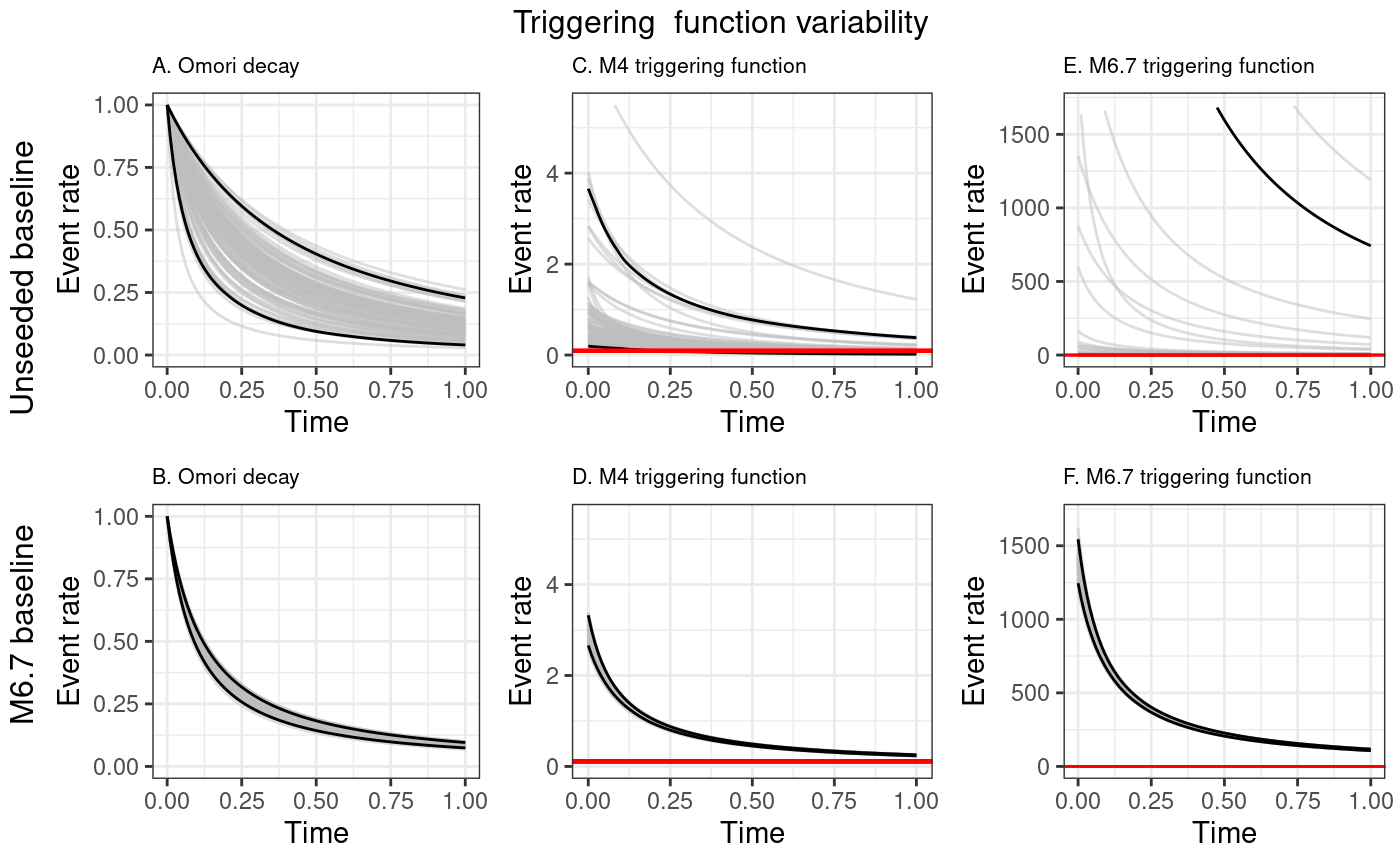 Triggering  function variability
Unseeded baseline
A. Omori decay
Event rate
1.00
0.75
0.50
0.25
0.00
0.00 0.25 0.50 0.75 1.00
Time
C. M4 triggering function
Event rate
4
2
0
0.00 0.25 0.50 0.75 1.00
Time
E. M6.7 triggering function
Event rate
1500
1000
500
0
0.00 0.25 0.50 0.75 1.00
Time
M6.7 baseline
B. Omori decay
Event rate
1.00
0.75
0.50
0.25
0.00
0.00 0.25 0.50 0.75 1.00
Time
D. M4 triggering function
Event rate
4
2
0
0.00 0.25 0.50 0.75 1.00
Time
F. M6.7 triggering function
Event rate
1500
1000
500
0
0.00 0.25 0.50 0.75 1.00
Time